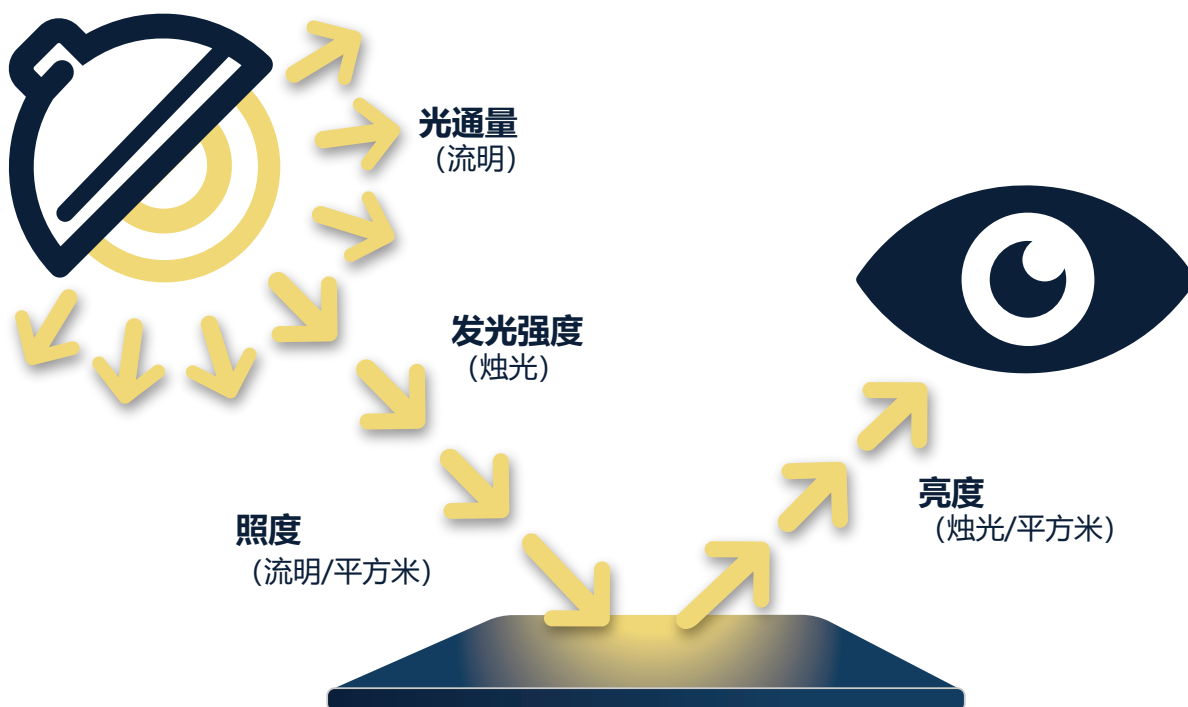 光通量
（流明）
发光强度
（烛光）
照度
（流明/平方米）
亮度
（烛光/平方米）